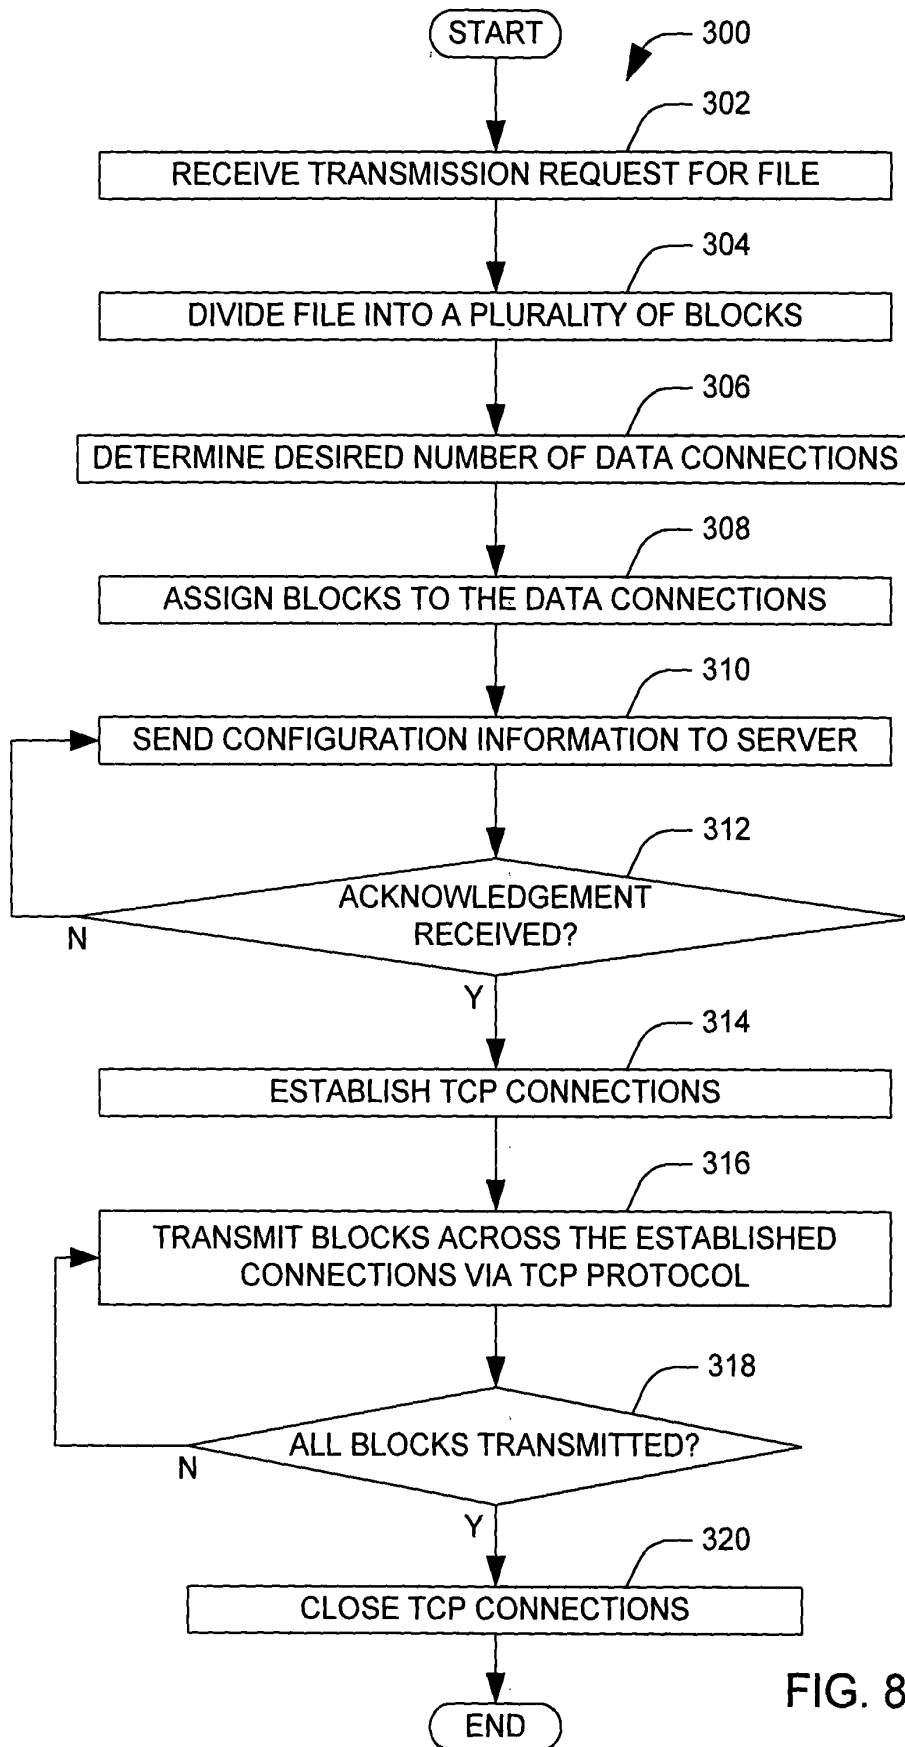 START
300
302
RECEIVE TRANSMISSION REQUEST FOR FILE
304
DIVIDE FILE INTO A PLURALITY OF BLOCKS
306
DETERMINE DESIRED NUMBER OF DATA CONNECTIONS
308
ASSIGN BLOCKS TO THE DATA CONNECTIONS
310
SEND CONFIGURATION INFORMATION TO SERVER
312
ACKNOWLEDGEMENT
RECEIVED?
N
Y
314
ESTABLISH TCP CONNECTIONS
316
TRANSMIT BLOCKS ACROSS THE ESTABLISHED
CONNECTIONS VIA TCP PROTOCOL
318
ALL BLOCKS TRANSMITTED?
N
Y
320
CLOSE TCP CONNECTIONS
END
FIG. 8